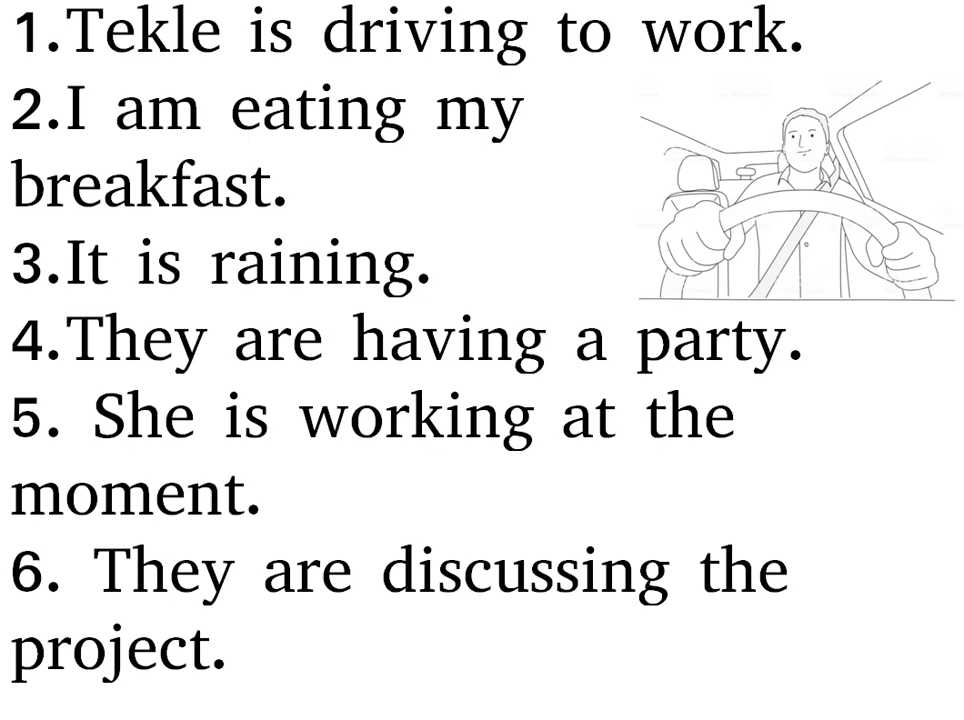 1.Tekle is driving to work.
2.I am eating my
breakfast.
3.It is raining.
4.They are having a party.
5. She is working at the
moment.
6. They are discussing the
project.